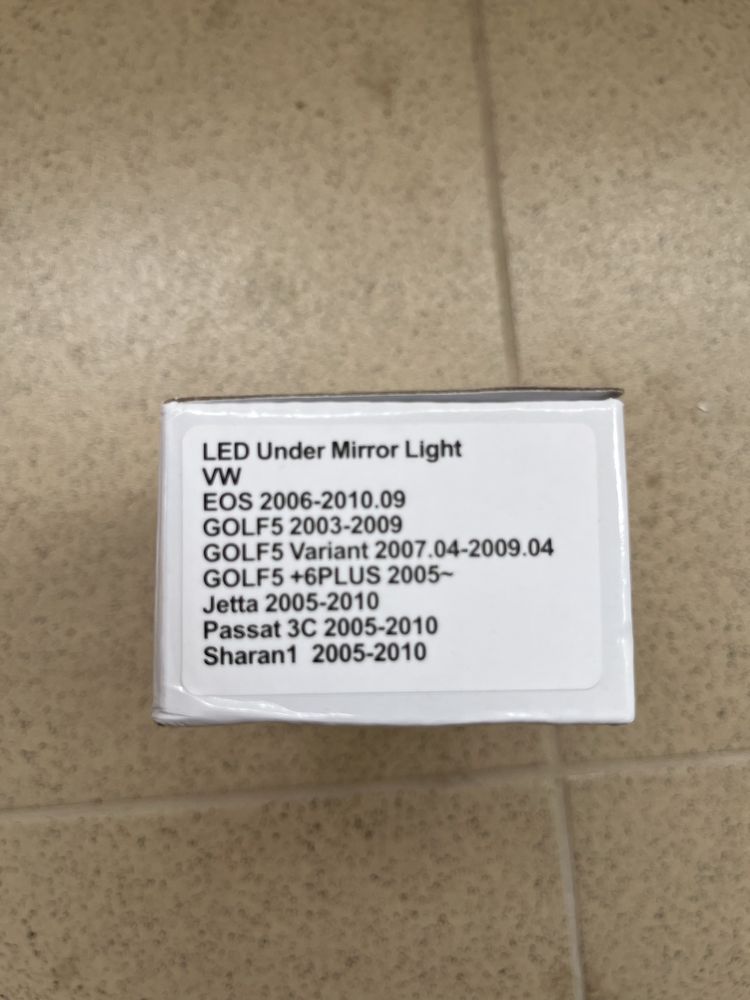 LED Under Mirror Light
VW
EOS 2006-2010.09
GOLF5 2003-2009
GOLF5 Variant 2007.04-2009.04
GOLF5 +6PLUS 2005~
Jetta 2005-2010
Passat 3C 2005-2010
Sharan1  2005-2010